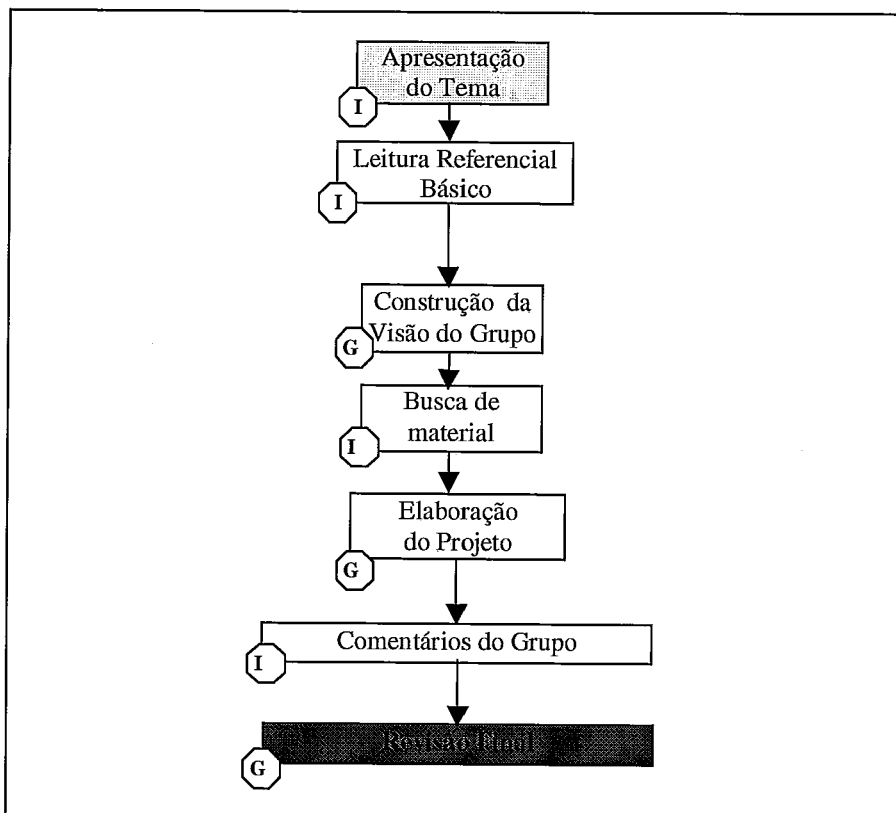 Apresentação
do Tema
I
Leitura Referencial
Básico
I
Construção da
Visão do Grupo
G
Busca de
material
I
Elaboração
do Projeto
G
Comentários do Grupo
I
Revisão Final
G